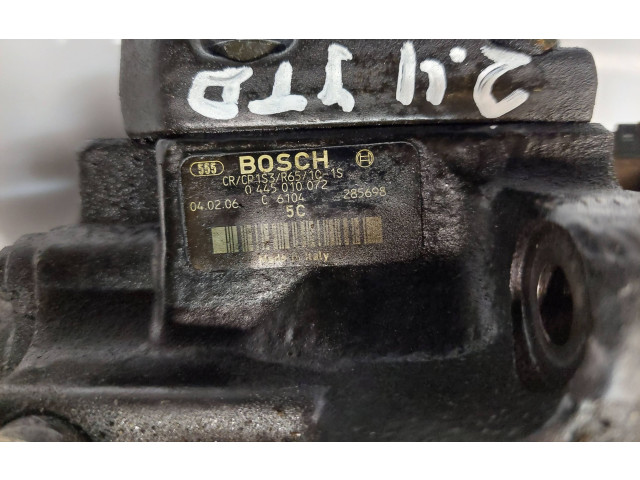 2.4 JTD
555 BOSCH
CR/CP1S3/R65/10-1S
0 445 010 072
04.02.06 C 6104 285698
5C
Made in Italy